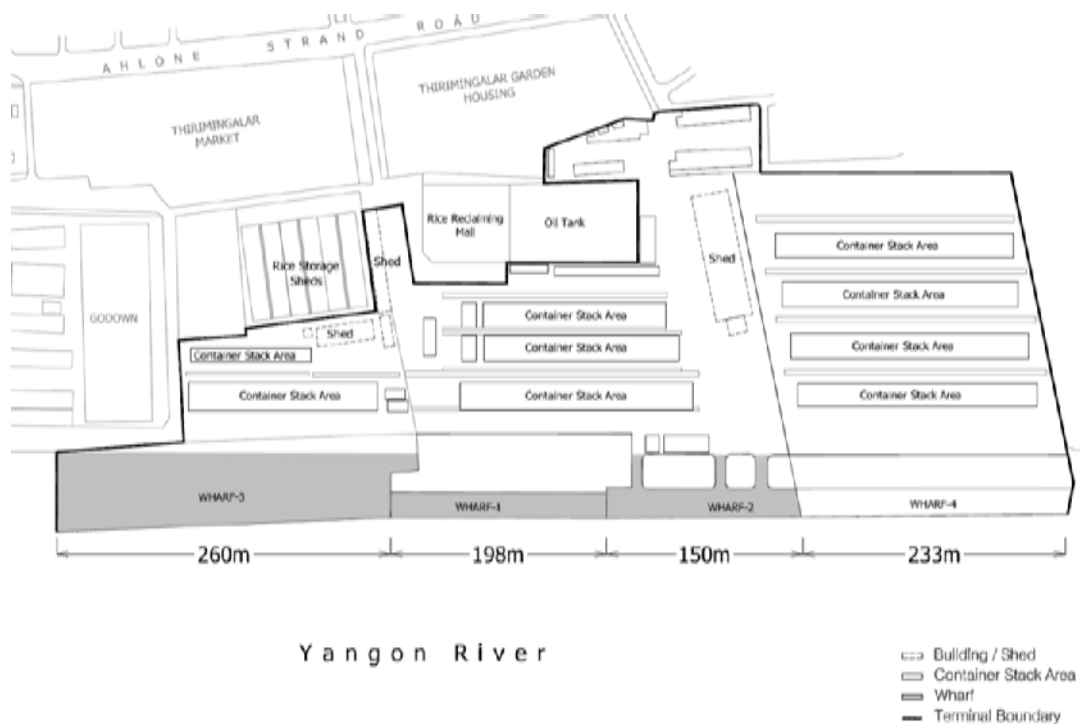 AHLONE STRAND ROAD
THIRIMINGALAR GARDEN
HOUSING
THIRIMINGALAR
MARKET
Rice Reclaiming
Mall
Oil Tank
Shed
Rice Storage
Sheds
Shed
Container Stack Area
Container Stack Area
GODOWN
Shed
Container Stack Area
Container Stack Area
Container Stack Area
Container Stack Area
Container Stack Area
Container Stack Area
Container Stack Area
WHARF-3
WHARF-1
WHARF-2
WHARF-4
260m
198m
150m
233m
Yangon River
Building / Shed
Container Stack Area
Wharf
Terminal Boundary